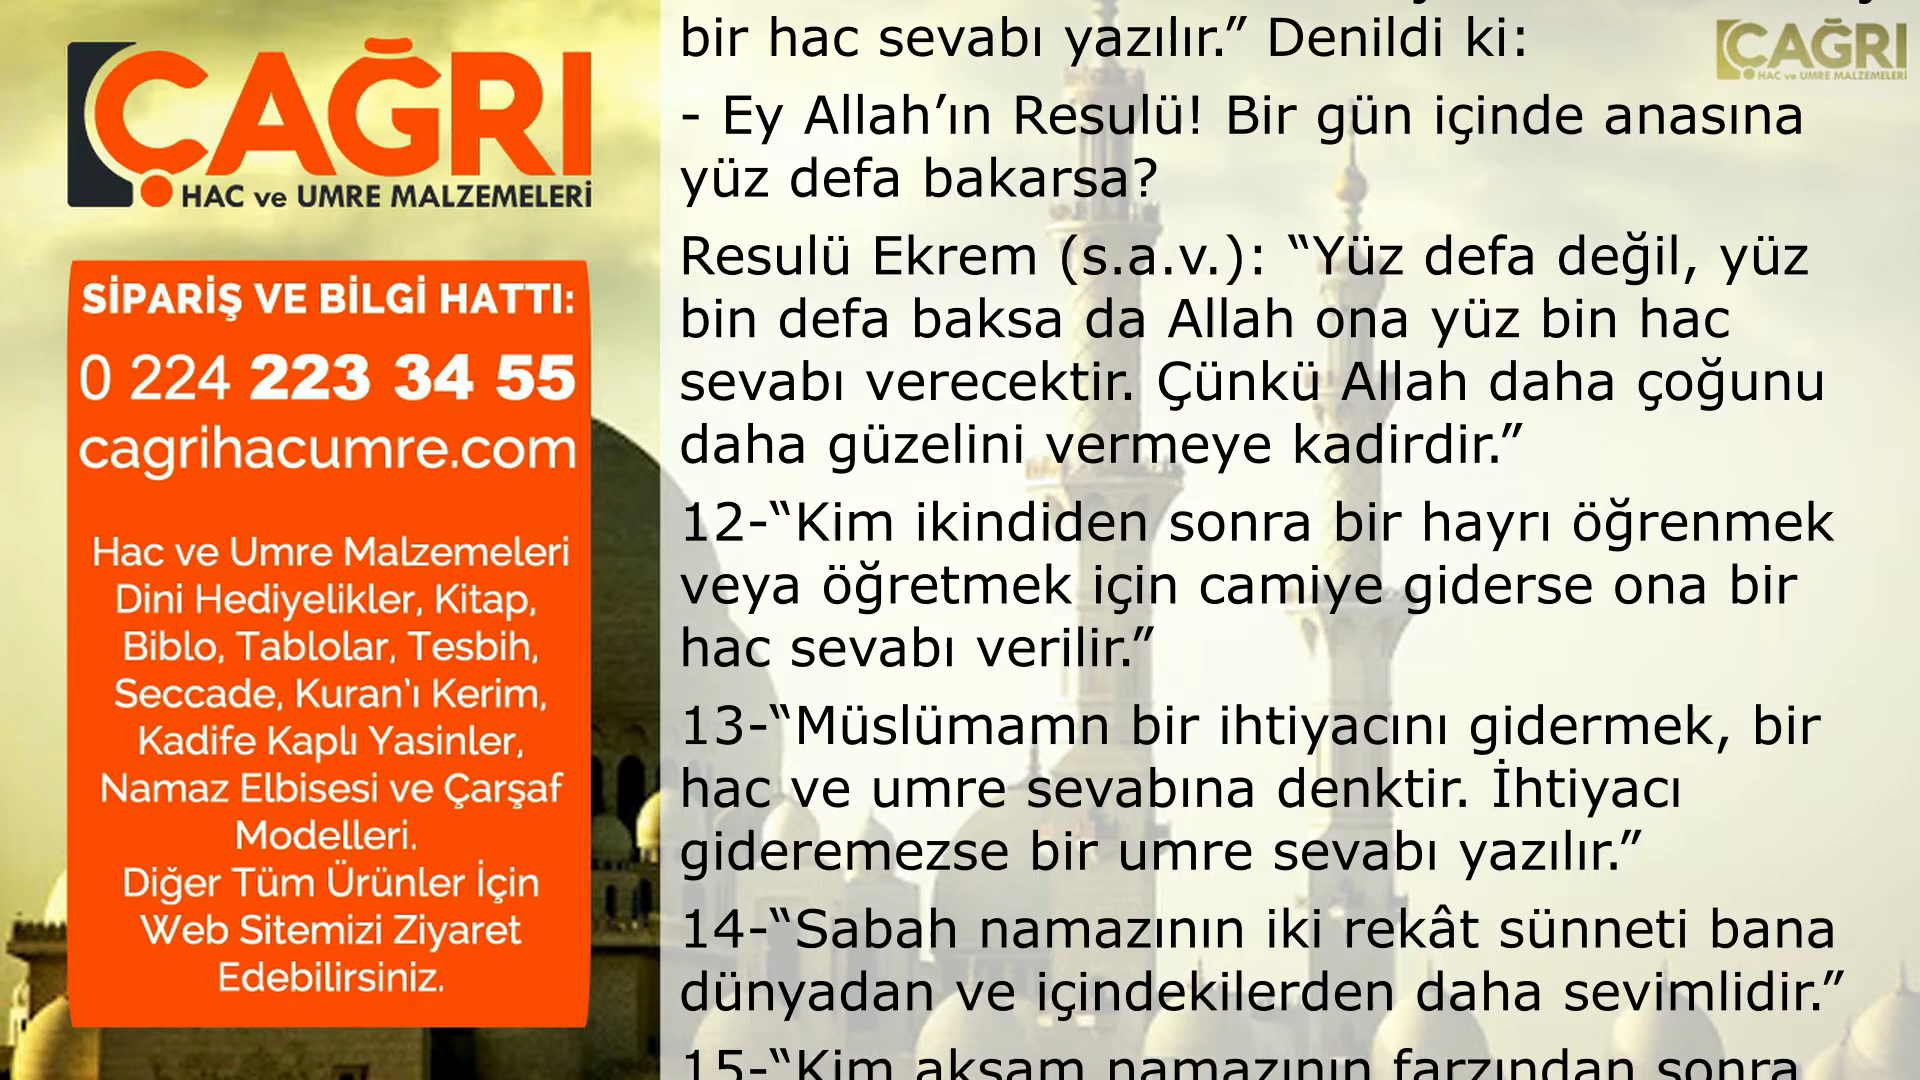 ÇAĞRI
HAC ve UMRE MALZEMELERİ
SİPARİŞ VE BİLGİ HATTI:
0 224 223 34 55
cagrihacumre.com
Hac ve Umre Malzemeleri
Dini Hediyelikler, Kitap,
Biblo, Tablolar, Tesbih,
Seccade, Kuran'ı Kerim,
Kadife Kaplı Yasinler,
Namaz Elbisesi ve Çarşaf
Modelleri.
Diğer Tüm Ürünler İçin
Web Sitemizi Ziyaret
Edebilirsiniz.
bir hac sevabı yazılır.” Denildi ki:
- Ey Allah’ın Resulü! Bir gün içinde anasına
yüz defa bakarsa?
Resulü Ekrem (s.a.v.): “Yüz defa değil, yüz
bin defa baksa da Allah ona yüz bin hac
sevabı verecektir. Çünkü Allah daha çoğunu
daha güzelini vermeye kadirdir.”
12-“Kim ikindiden sonra bir hayrı öğrenmek
veya öğretmek için camiye giderse ona bir
hac sevabı verilir.”
13-“Müslümamn bir ihtiyacını gidermek, bir
hac ve umre sevabına denktir. İhtiyacı
gideremezse bir umre sevabı yazılır.”
14-“Sabah namazının iki rekât sünneti bana
dünyadan ve içindekilerden daha sevimlidir.”
15-“Kim akşam namazının farzından sonra
ÇAĞRI
HAC ve UMRE MALZEMELERİ